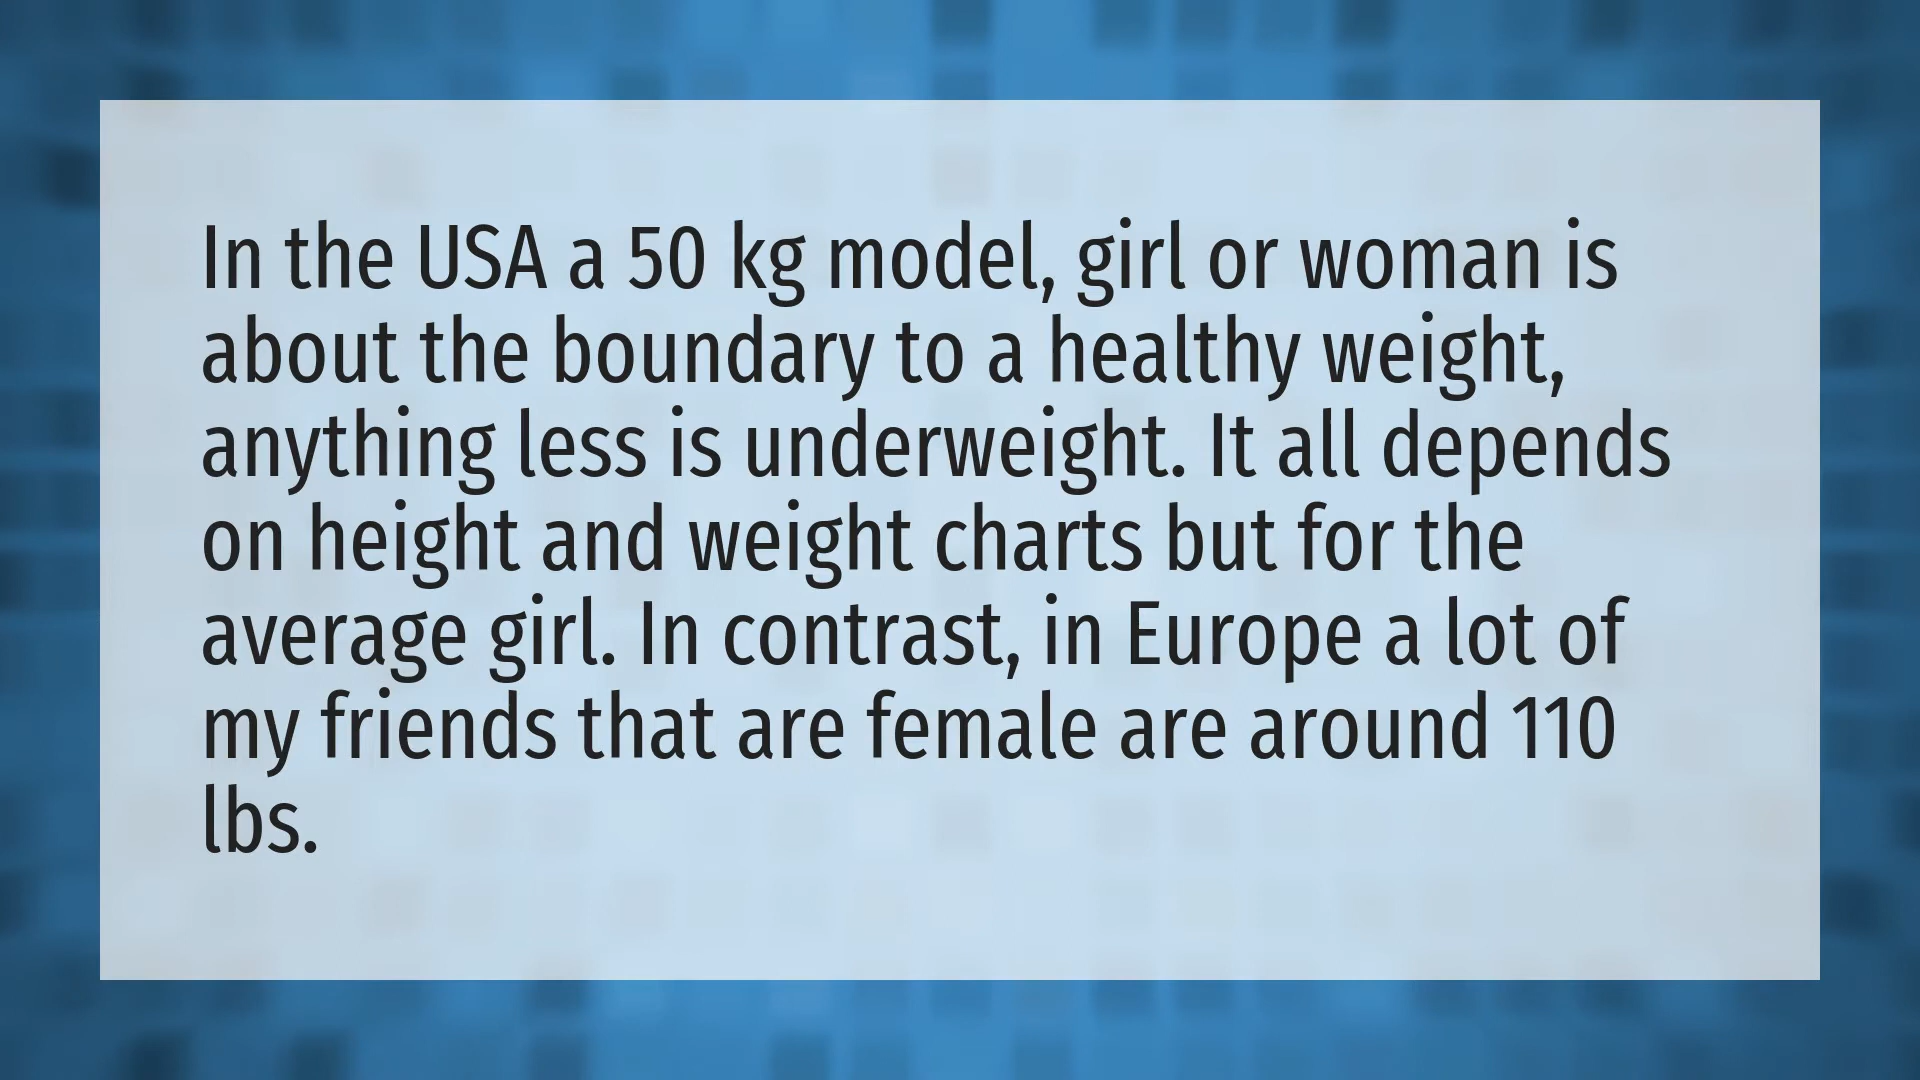 In the USA a 50 kg model, girl or woman is
about the boundary to a healthy weight,
anything less is underweight. It all depends
on height and weight charts but for the
average girl. In contrast, in Europe a lot of
my friends that are female are around 110
lbs.